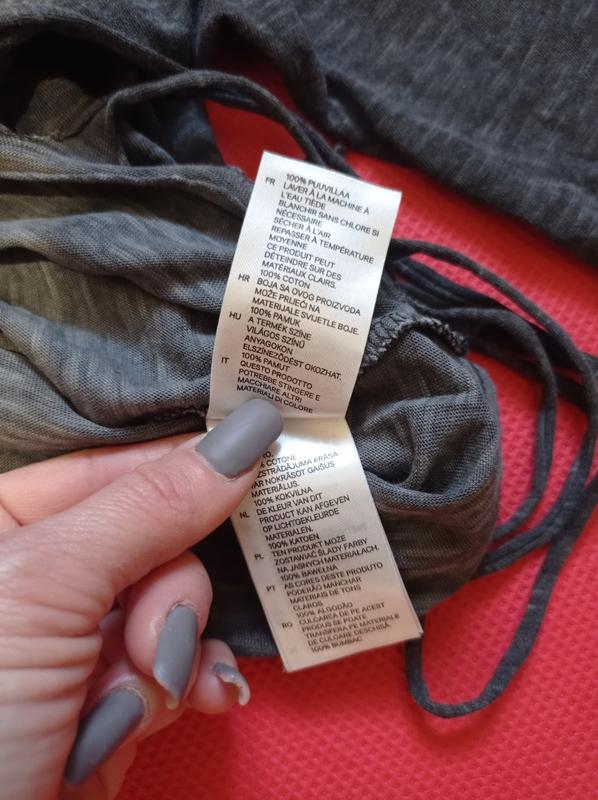 100% PUUVILLAA
FR LAVER À LA MACHINE À
L'EAU TIÈDE
BLANCHIR SANS CHLORE SI
NÉCESSAIRE
SÉCHER À L'AIR
REPASSER À TEMPÉRATURE
MOYENNE
CE PRODUIT PEUT
DÉTEINDRE SUR DES
MATÉRIAUX CLAIRS.
100% COTON
HR BOJA SA OVOG PROIZVODA
MOŽE PRIJEĆI NA
MATERIJALE SVIJETLE BOJE.
100% PAMUK
HU A TERMÉK SZÍNE
VILÁGOS SZÍNŰ
ANYAGOKON
ELSZÍNEZŐDÉST OKOZHAT.
100% PAMUT
IT QUESTO PRODOTTO
POTREBBE STINGERE E
MACCHIARE ALTRI
MATERIALI DI COLORE
% COTONE
IZSTRĀDĀJUMA KRĀSA
VAR NOKRĀSOT GAIŠUS
MATERIĀLUS.
100% KOKVILNA
NL DE KLEUR VAN DIT
PRODUCT KAN AFGEVEN
OP LICHTGEKLEURDE
MATERIALEN.
100% KATOEN
PL TEN PRODUKT MOŻE
ZOSTAWIAĆ ŚLADY FARBY
NA JASNYCH MATERIAŁACH.
100% BAWEŁNA
PT AS CORES DESTE PRODUTO
PODERÃO MANCHAR
MATERIAIS DE TONS
CLAROS.
100% ALGODÃO
RO CULOAREA DE PE ACEST
PRODUS SE POATE
TRANSFERA PE MATERIALE
DE CULOARE DESCHISĂ.
100% BUMBAC